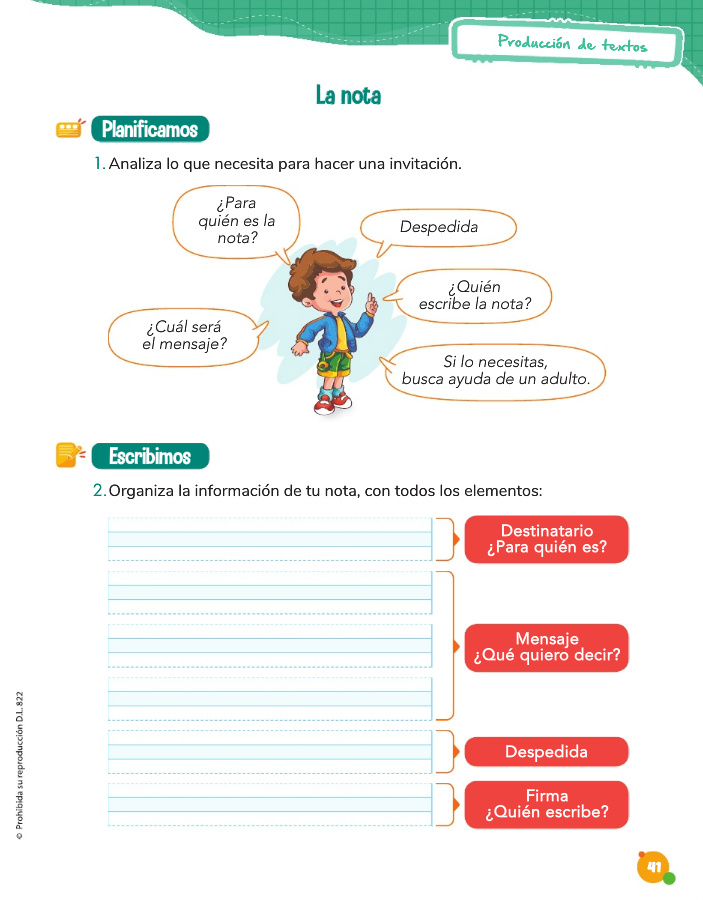 Producción de textos
La nota
Planificamos
1. Analiza lo que necesita para hacer una invitación.
¿Para
quién es la
nota?
Despedida
¿Quién
escribe la nota?
¿Cuál será
el mensaje?
Si lo necesitas,
busca ayuda de un adulto.
Escribimos
2. Organiza la información de tu nota, con todos los elementos:
Destinatario
¿Para quién es?
Mensaje
¿Qué quiero decir?
Despedida
Firma
¿Quién escribe?
© Prohibida su reproducción D.L. 822
41